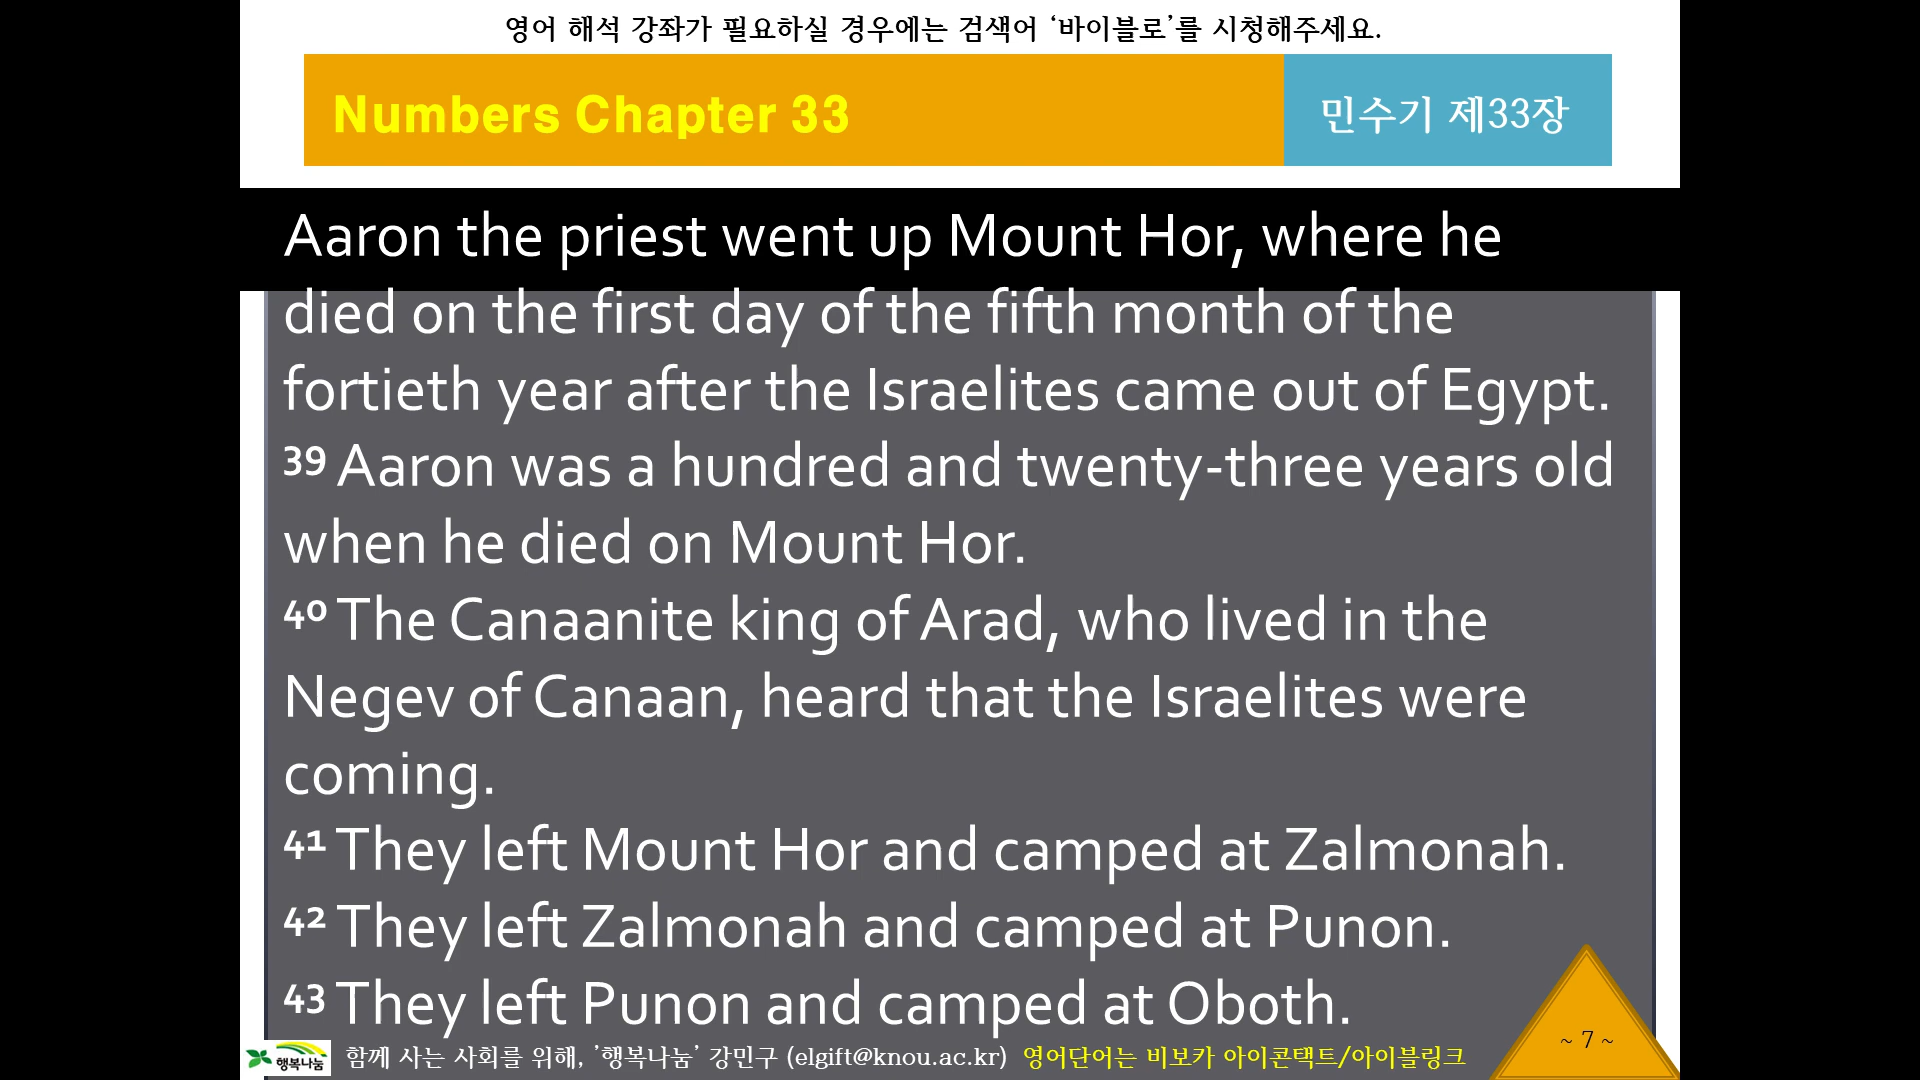 영어 해석 강좌가 필요하실 경우에는 검색어 ‘바이블로’를 시청해주세요.
Numbers Chapter 33
민수기 제33장
Aaron the priest went up Mount Hor, where he
died on the first day of the fifth month of the
fortieth year after the Israelites came out of Egypt.
39 Aaron was a hundred and twenty-three years old
when he died on Mount Hor.
40 The Canaanite king of Arad, who lived in the
Negev of Canaan, heard that the Israelites were
coming.
41 They left Mount Hor and camped at Zalmonah.
42 They left Zalmonah and camped at Punon.
43 They left Punon and camped at Oboth.
~ 7 ~
행복나눔
함께 사는 사회를 위해, ’행복나눔’ 강민구 (elgift@knou.ac.kr) 영어단어는 비보카 아이콘택트/아이블링크